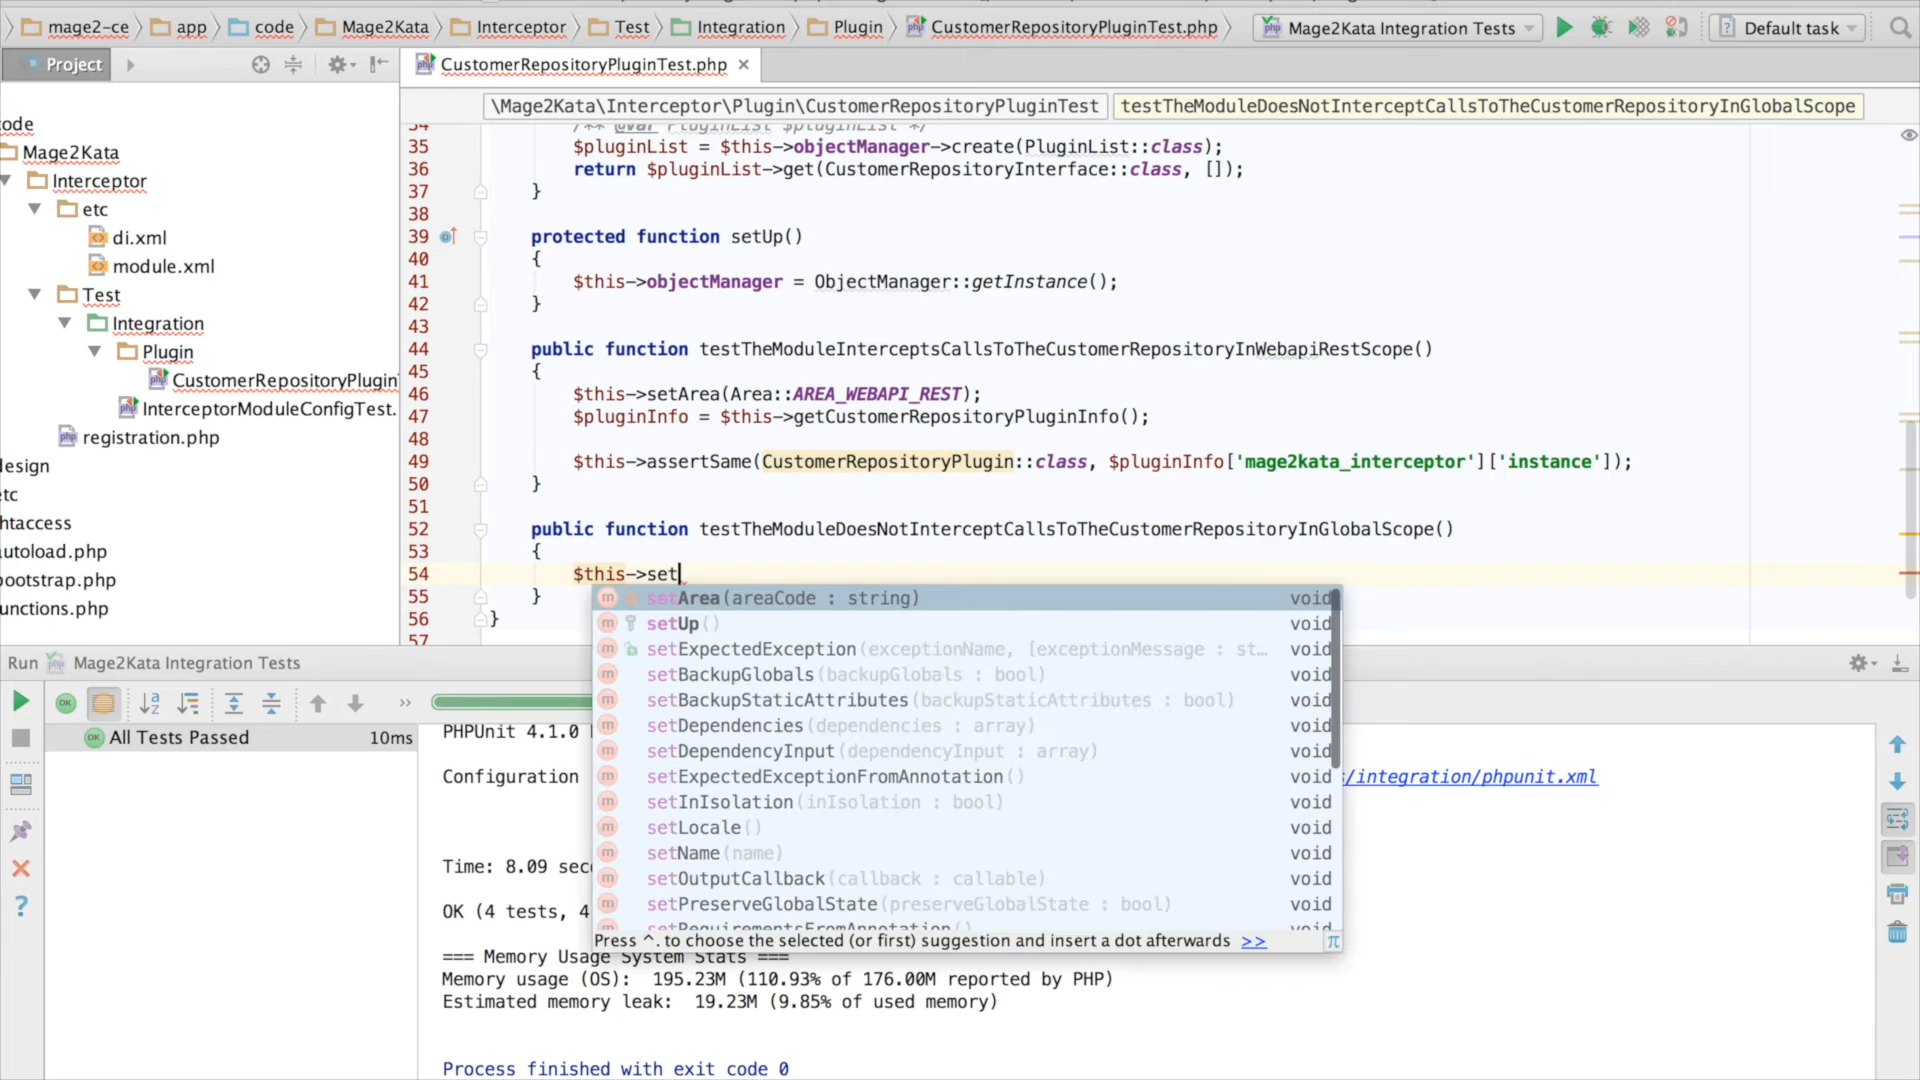 mage2-ce
app
code
Mage2Kata
Interceptor
Test
Integration
Plugin
CustomerRepositoryPluginTest.php
Mage2Kata Integration Tests
Default task
Project
CustomerRepositoryPluginTest.php
\Mage2Kata\Interceptor\Plugin\CustomerRepositoryPluginTest
testTheModuleDoesNotInterceptCallsToTheCustomerRepositoryInGlobalScope
ode
Mage2Kata
Interceptor
etc
di.xml
module.xml
Test
Integration
Plugin
CustomerRepositoryPlugin
InterceptorModuleConfigTest.
registration.php
design
etc
htaccess
autoload.php
bootstrap.php
unctions.php
34 /** @var PluginList $pluginList */
35 $pluginList = $this->objectManager->create(PluginList::class);
36 return $pluginList->get(CustomerRepositoryInterface::class, []);
37 }
38
39 protected function setUp()
40 {
41 $this->objectManager = ObjectManager::getInstance();
42 }
43
44 public function testTheModuleInterceptsCallsToTheCustomerRepositoryInWebapiRestScope()
45 {
46 $this->setArea(Area::AREA_WEBAPI_REST);
47 $pluginInfo = $this->getCustomerRepositoryPluginInfo();
48
49 $this->assertSame(CustomerRepositoryPlugin::class, $pluginInfo['mage2kata_interceptor']['instance']);
50 }
51
52 public function testTheModuleDoesNotInterceptCallsToTheCustomerRepositoryInGlobalScope()
53 {
54 $this->set
55 }
56 }
57
setArea(areaCode : string) void
setUp() void
setExpectedException(exceptionName, [exceptionMessage : st… void
setBackupGlobals(backupGlobals : bool) void
setBackupStaticAttributes(backupStaticAttributes : bool) void
setDependencies(dependencies : array) void
setDependencyInput(dependencyInput : array) void
setExpectedExceptionFromAnnotation() void
setInIsolation(inIsolation : bool) void
setLocale() void
setName(name) void
setOutputCallback(callback : callable) void
setPreserveGlobalState(preserveGlobalState : bool) void
setRequirementsFromAnnotation() void
Press ^. to choose the selected (or first) suggestion and insert a dot afterwards >> π
Run Mage2Kata Integration Tests
All Tests Passed 10ms
PHPUnit 4.1.0
Configuration /integration/phpunit.xml
Time: 8.09 sec
OK (4 tests, 4
=== Memory Usage System Stats ===
Memory usage (OS): 195.23M (110.93% of 176.00M reported by PHP)
Estimated memory leak: 19.23M (9.85% of used memory)
Process finished with exit code 0